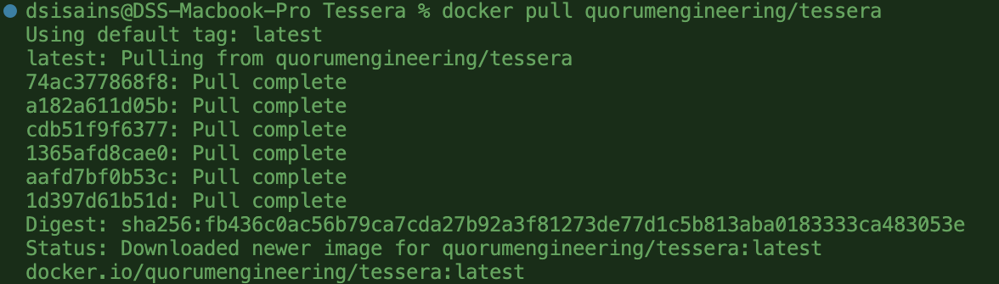 dsisains@DSS-Macbook-Pro Tessera % docker pull quorumengineering/tessera
Using default tag: latest
latest: Pulling from quorumengineering/tessera
74ac377868f8: Pull complete
a182a611d05b: Pull complete
cdb51f9f6377: Pull complete
1365afd8cae0: Pull complete
aafd7bf0b53c: Pull complete
1d397d61b51d: Pull complete
Digest: sha256:fb436c0ac56b79ca7cda27b92a3f81273de77d1c5b813aba0183333ca483053e
Status: Downloaded newer image for quorumengineering/tessera:latest
docker.io/quorumengineering/tessera:latest